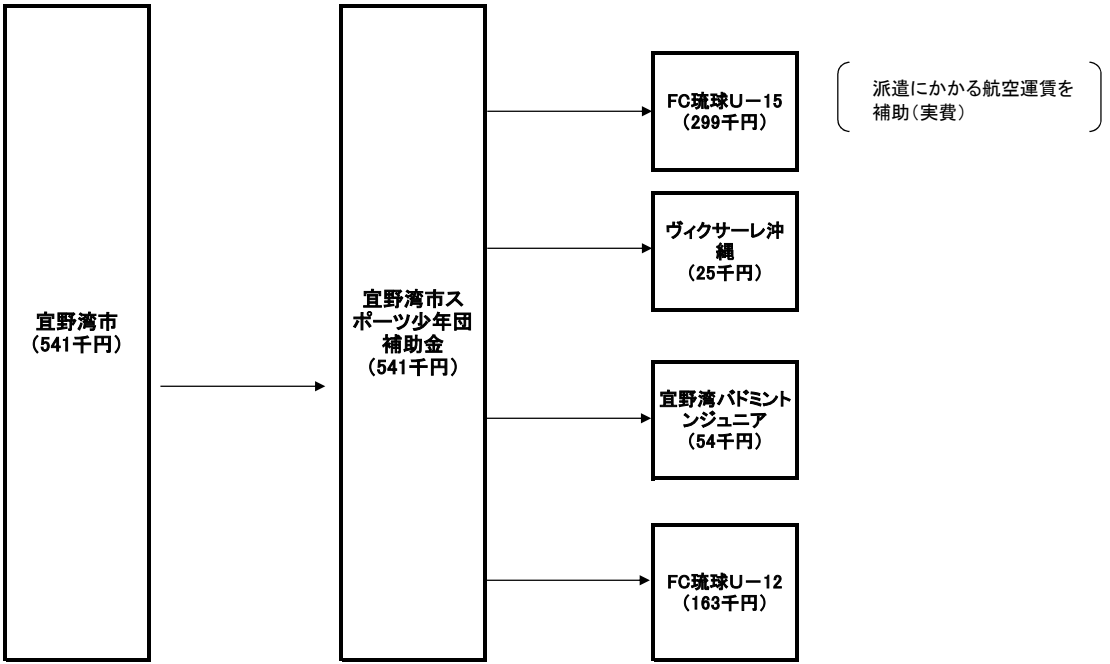 宜野湾市
（541千円）
宜野湾市ス
ポーツ少年団
補助金
（541千円）
FC琉球U－15
（299千円）
派遣にかかる航空運賃を
補助（実費）
ヴィクサーレ沖
縄
（25千円）
宜野湾バドミント
ンジュニア
（54千円）
FC琉球U－12
（163千円）